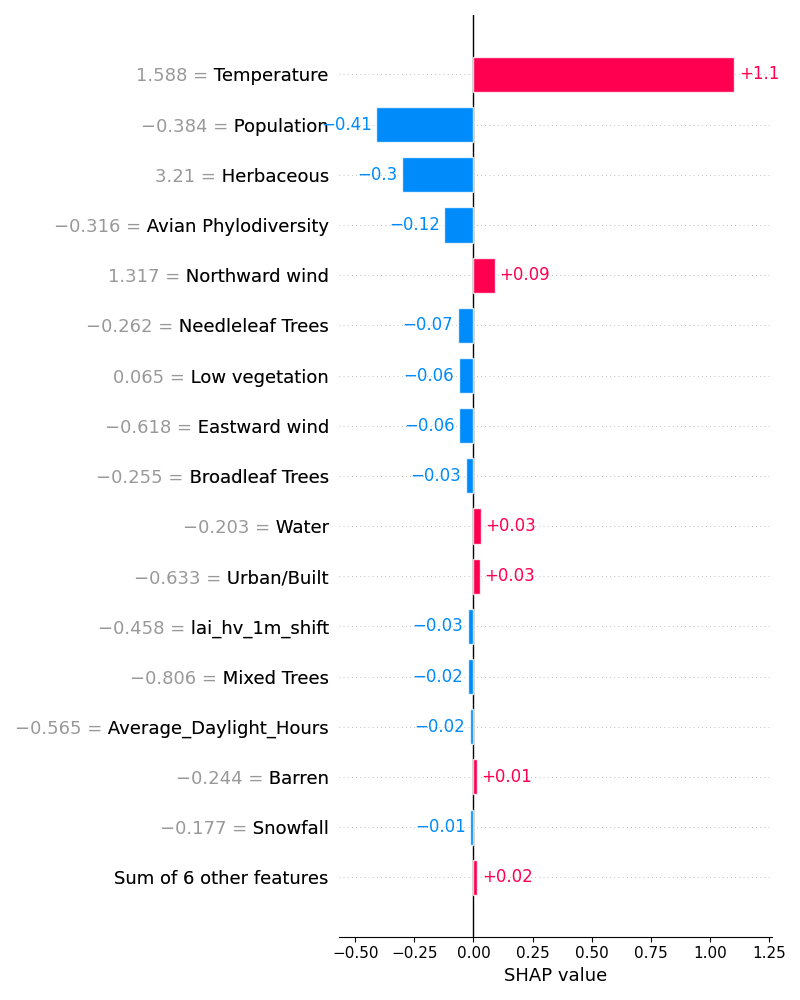 1.588 = Temperature +1.1
−0.384 = Population −0.41
3.21 = Herbaceous −0.3
−0.316 = Avian Phylodiversity −0.12
1.317 = Northward wind +0.09
−0.262 = Needleleaf Trees −0.07
0.065 = Low vegetation −0.06
−0.618 = Eastward wind −0.06
−0.255 = Broadleaf Trees −0.03
−0.203 = Water +0.03
−0.633 = Urban/Built +0.03
−0.458 = lai_hv_1m_shift −0.03
−0.806 = Mixed Trees −0.02
−0.565 = Average_Daylight_Hours −0.02
−0.244 = Barren +0.01
−0.177 = Snowfall −0.01
Sum of 6 other features +0.02
−0.50 −0.25 0.00 0.25 0.50 0.75 1.00 1.25
SHAP value